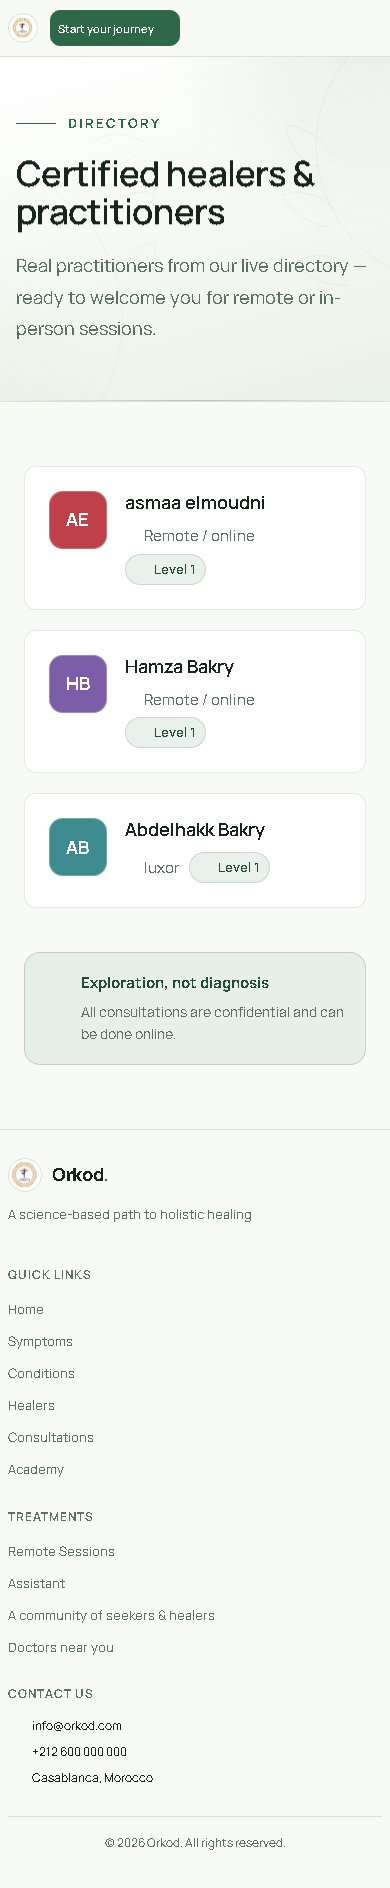 Start your journey
DIRECTORY
Certified healers &
practitioners
Real practitioners from our live directory —
ready to welcome you for remote or in-
person sessions.
AE
asmaa elmoudni
Remote / online
Level 1
HB
Hamza Bakry
Remote / online
Level 1
AB
Abdelhakk Bakry
luxor
Level 1
Exploration, not diagnosis
All consultations are confidential and can
be done online.
Orkod.
A science-based path to holistic healing
QUICK LINKS
Home
Symptoms
Conditions
Healers
Consultations
Academy
TREATMENTS
Remote Sessions
Assistant
A community of seekers & healers
Doctors near you
CONTACT US
info@orkod.com
+212 600 000 000
Casablanca, Morocco
© 2026 Orkod. All rights reserved.